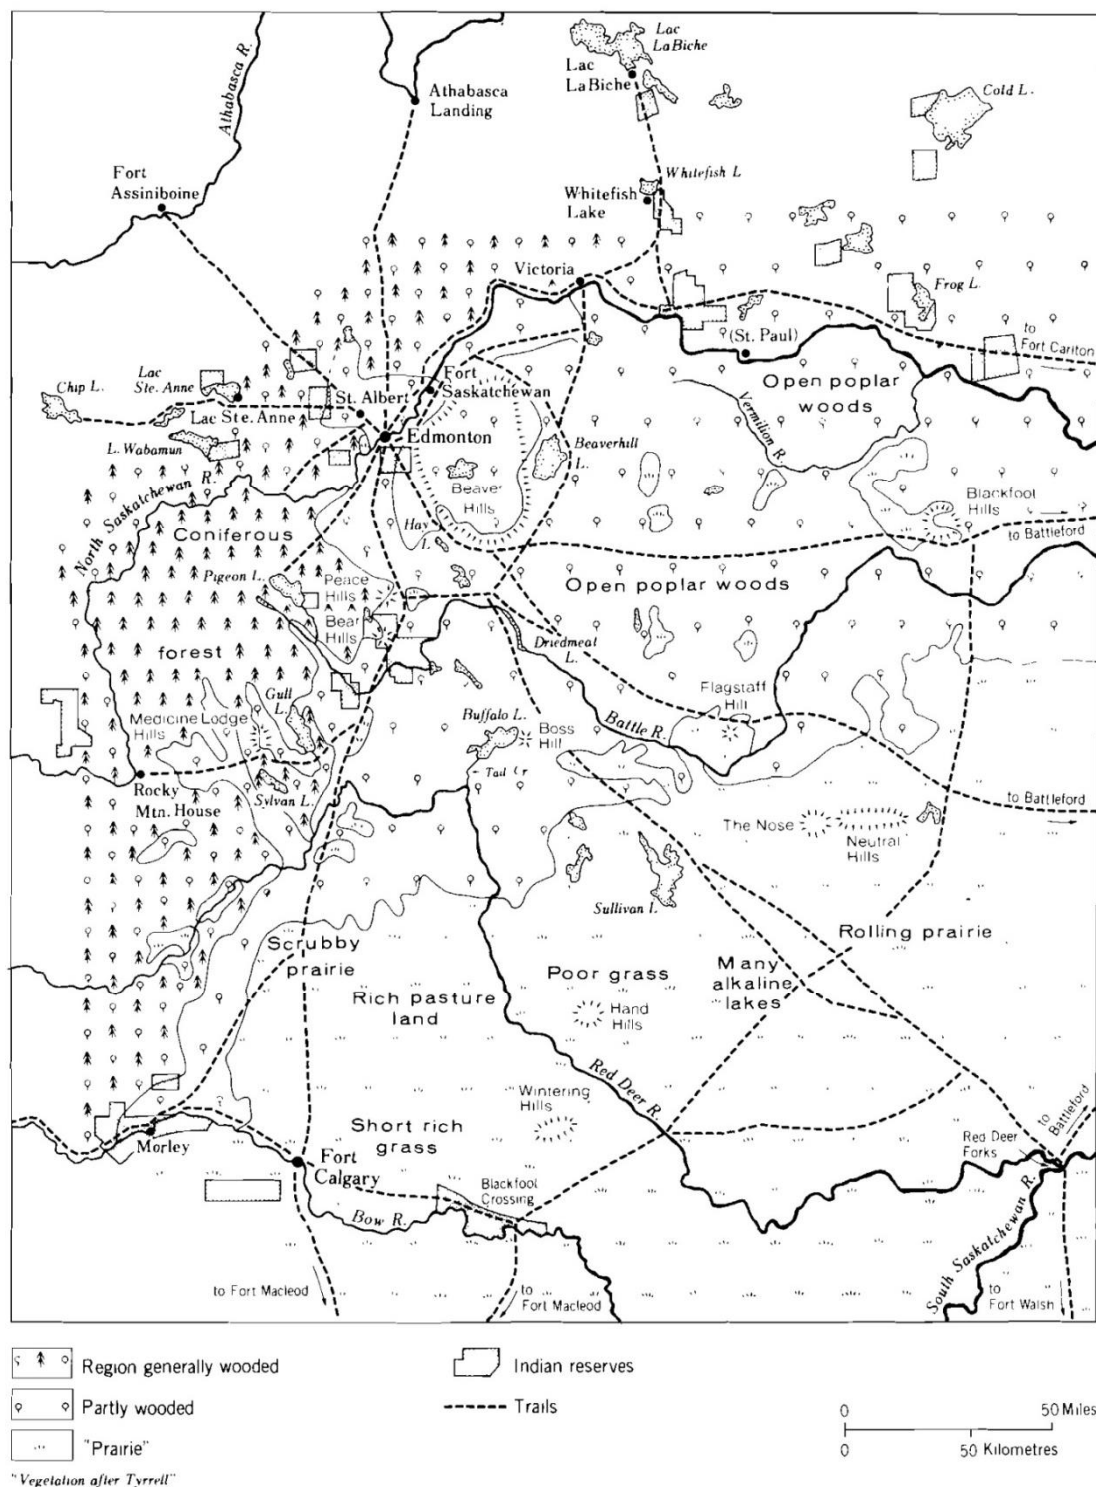 Athabasca R.
Lac
LaBiche
Lac
LaBiche
Athabasca
Landing
Cold L.
Fort
Assiniboine
Whitefish L
Whitefish
Lake
Victoria
Frog L.
(St. Paul)
to
Fort Carlton
Chip L.
Lac
Ste. Anne
Lac Ste. Anne
St. Albert
Fort
Saskatchewan
Open poplar
woods
Vermilion R.
L. Wabamun
Edmonton
Beaverhill
L.
North Saskatchewan R.
Beaver
Hills
Blackfoot
Hills
Coniferous
Hay
L.
to Battleford
Pigeon L.
Peace
Hills
Open poplar woods
Bear
Hills
forest
Driedmeat
L.
Gull
L.
Flagstaff
Hill
Medicine Lodge
Hills
Buffalo L.
Boss
Hill
Battle R.
Tail Cr
Rocky
Mtn. House
Sylvan L.
to Battleford
The Nose
Neutral
Hills
Sullivan L.
Scrubby
prairie
Rolling prairie
Poor grass
Many
alkaline
lakes
Rich pasture
land
Hand
Hills
Red Deer R.
Wintering
Hills
Short rich
grass
to
Battleford
Red Deer
Forks
Morley
Fort
Calgary
Blackfoot
Crossing
Bow R.
South Saskatchewan R.
to Fort Macleod
to
Fort Macleod
to
Fort Walsh
Region generally wooded
Indian reserves
Partly wooded
Trails
0 50 Miles
"Prairie"
0 50 Kilometres
"Vegetation after Tyrrell"